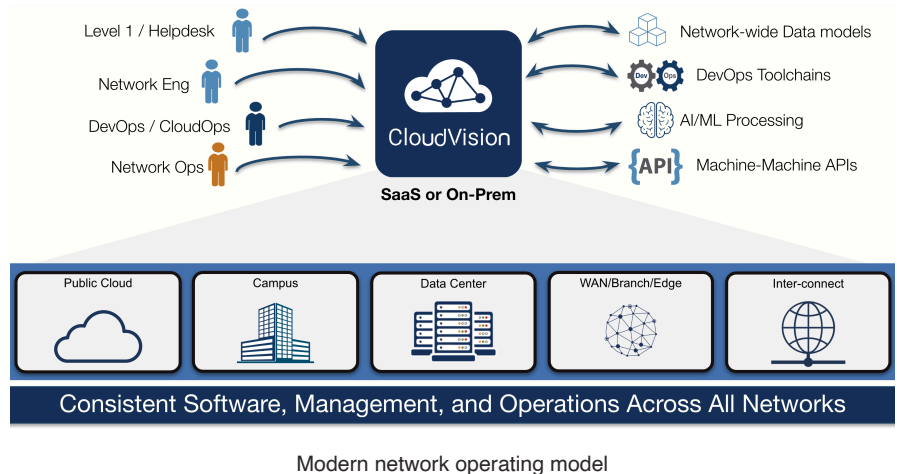 Level 1 / Helpdesk
Network Eng
DevOps / CloudOps
Network Ops
CloudVision
SaaS or On-Prem
Network-wide Data models
Dev
Ops
DevOps Toolchains
AI/ML Processing
{API}
Machine-Machine APIs
Public Cloud
Campus
Data Center
WAN/Branch/Edge
Inter-connect
Consistent Software, Management, and Operations Across All Networks
Modern network operating model